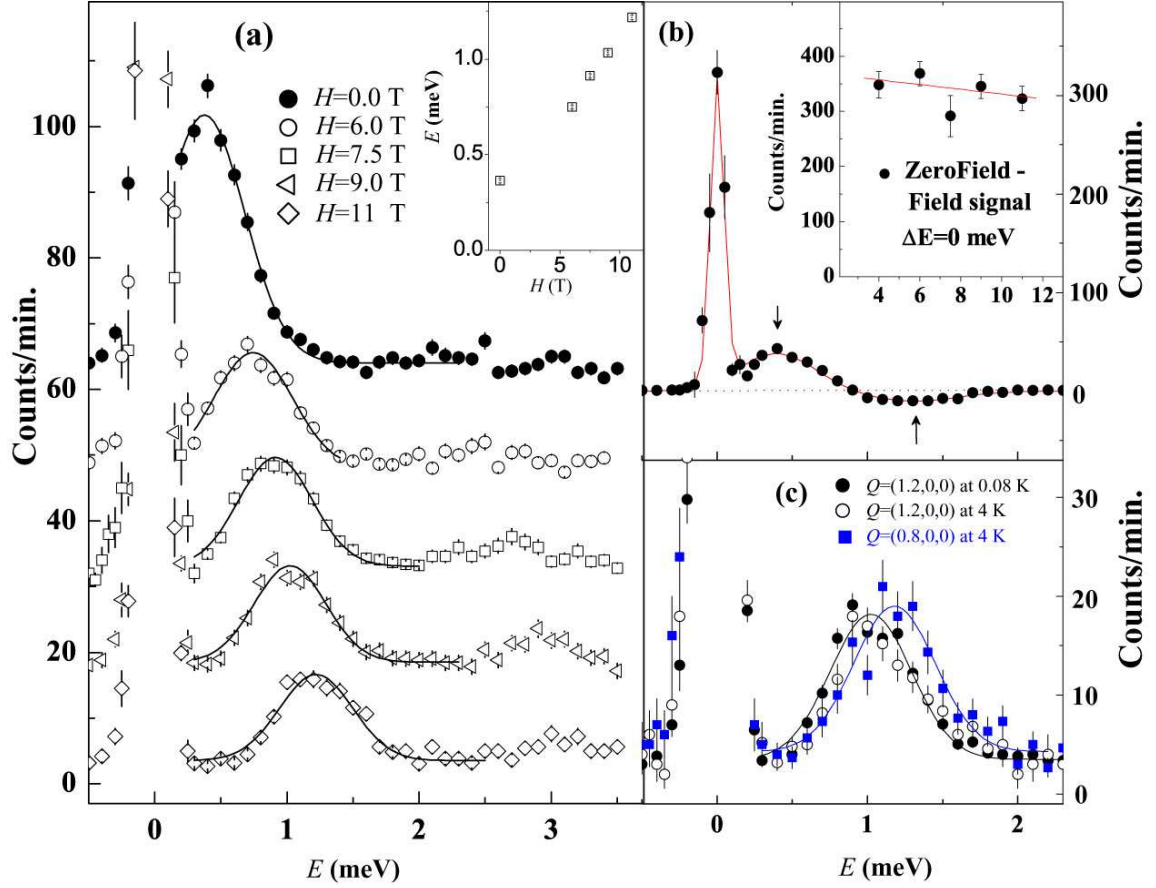 (a)
H=0.0 T
H=6.0 T
H=7.5 T
H=9.0 T
H=11 T
Counts/min.
100
80
60
40
20
0
0
1
2
3
E (meV)
E (meV)
1.0
0.5
0.0
0
5
10
H (T)
(b)
Counts/min.
400
300
400
300
200
100
0
4
6
8
10
12
ZeroField -
Field signal
ΔE=0 meV
Counts/min.
300
200
100
0
(c)
Q=(1.2,0,0) at 0.08 K
Q=(1.2,0,0) at 4 K
Q=(0.8,0,0) at 4 K
Counts/min.
30
20
10
0
0
1
2
E (meV)